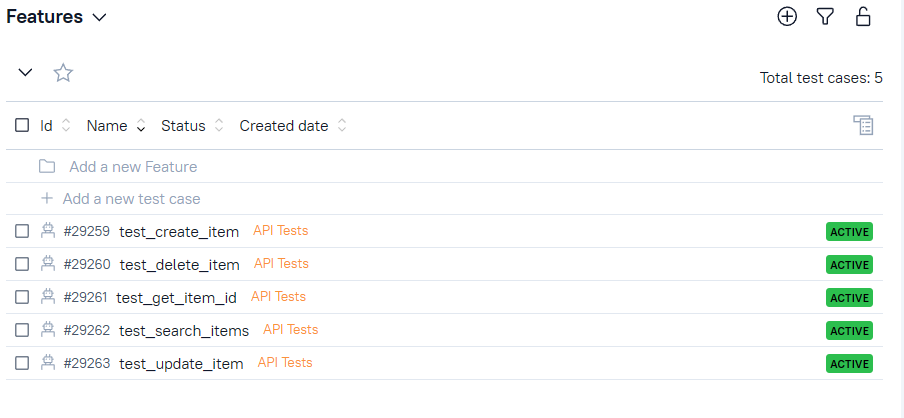 Features
Total test cases: 5
Id Name Status Created date
Add a new Feature
Add a new test case
#29259 test_create_item API Tests ACTIVE
#29260 test_delete_item API Tests ACTIVE
#29261 test_get_item_id API Tests ACTIVE
#29262 test_search_items API Tests ACTIVE
#29263 test_update_item API Tests ACTIVE